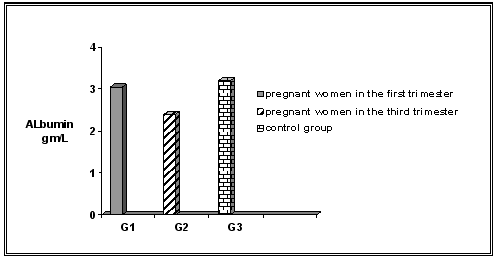 4
3
2
1
0
ALbumin
gm/L
G1 G2 G3
pregnant women in the first trimester
pregnant women in the third trimester
control group